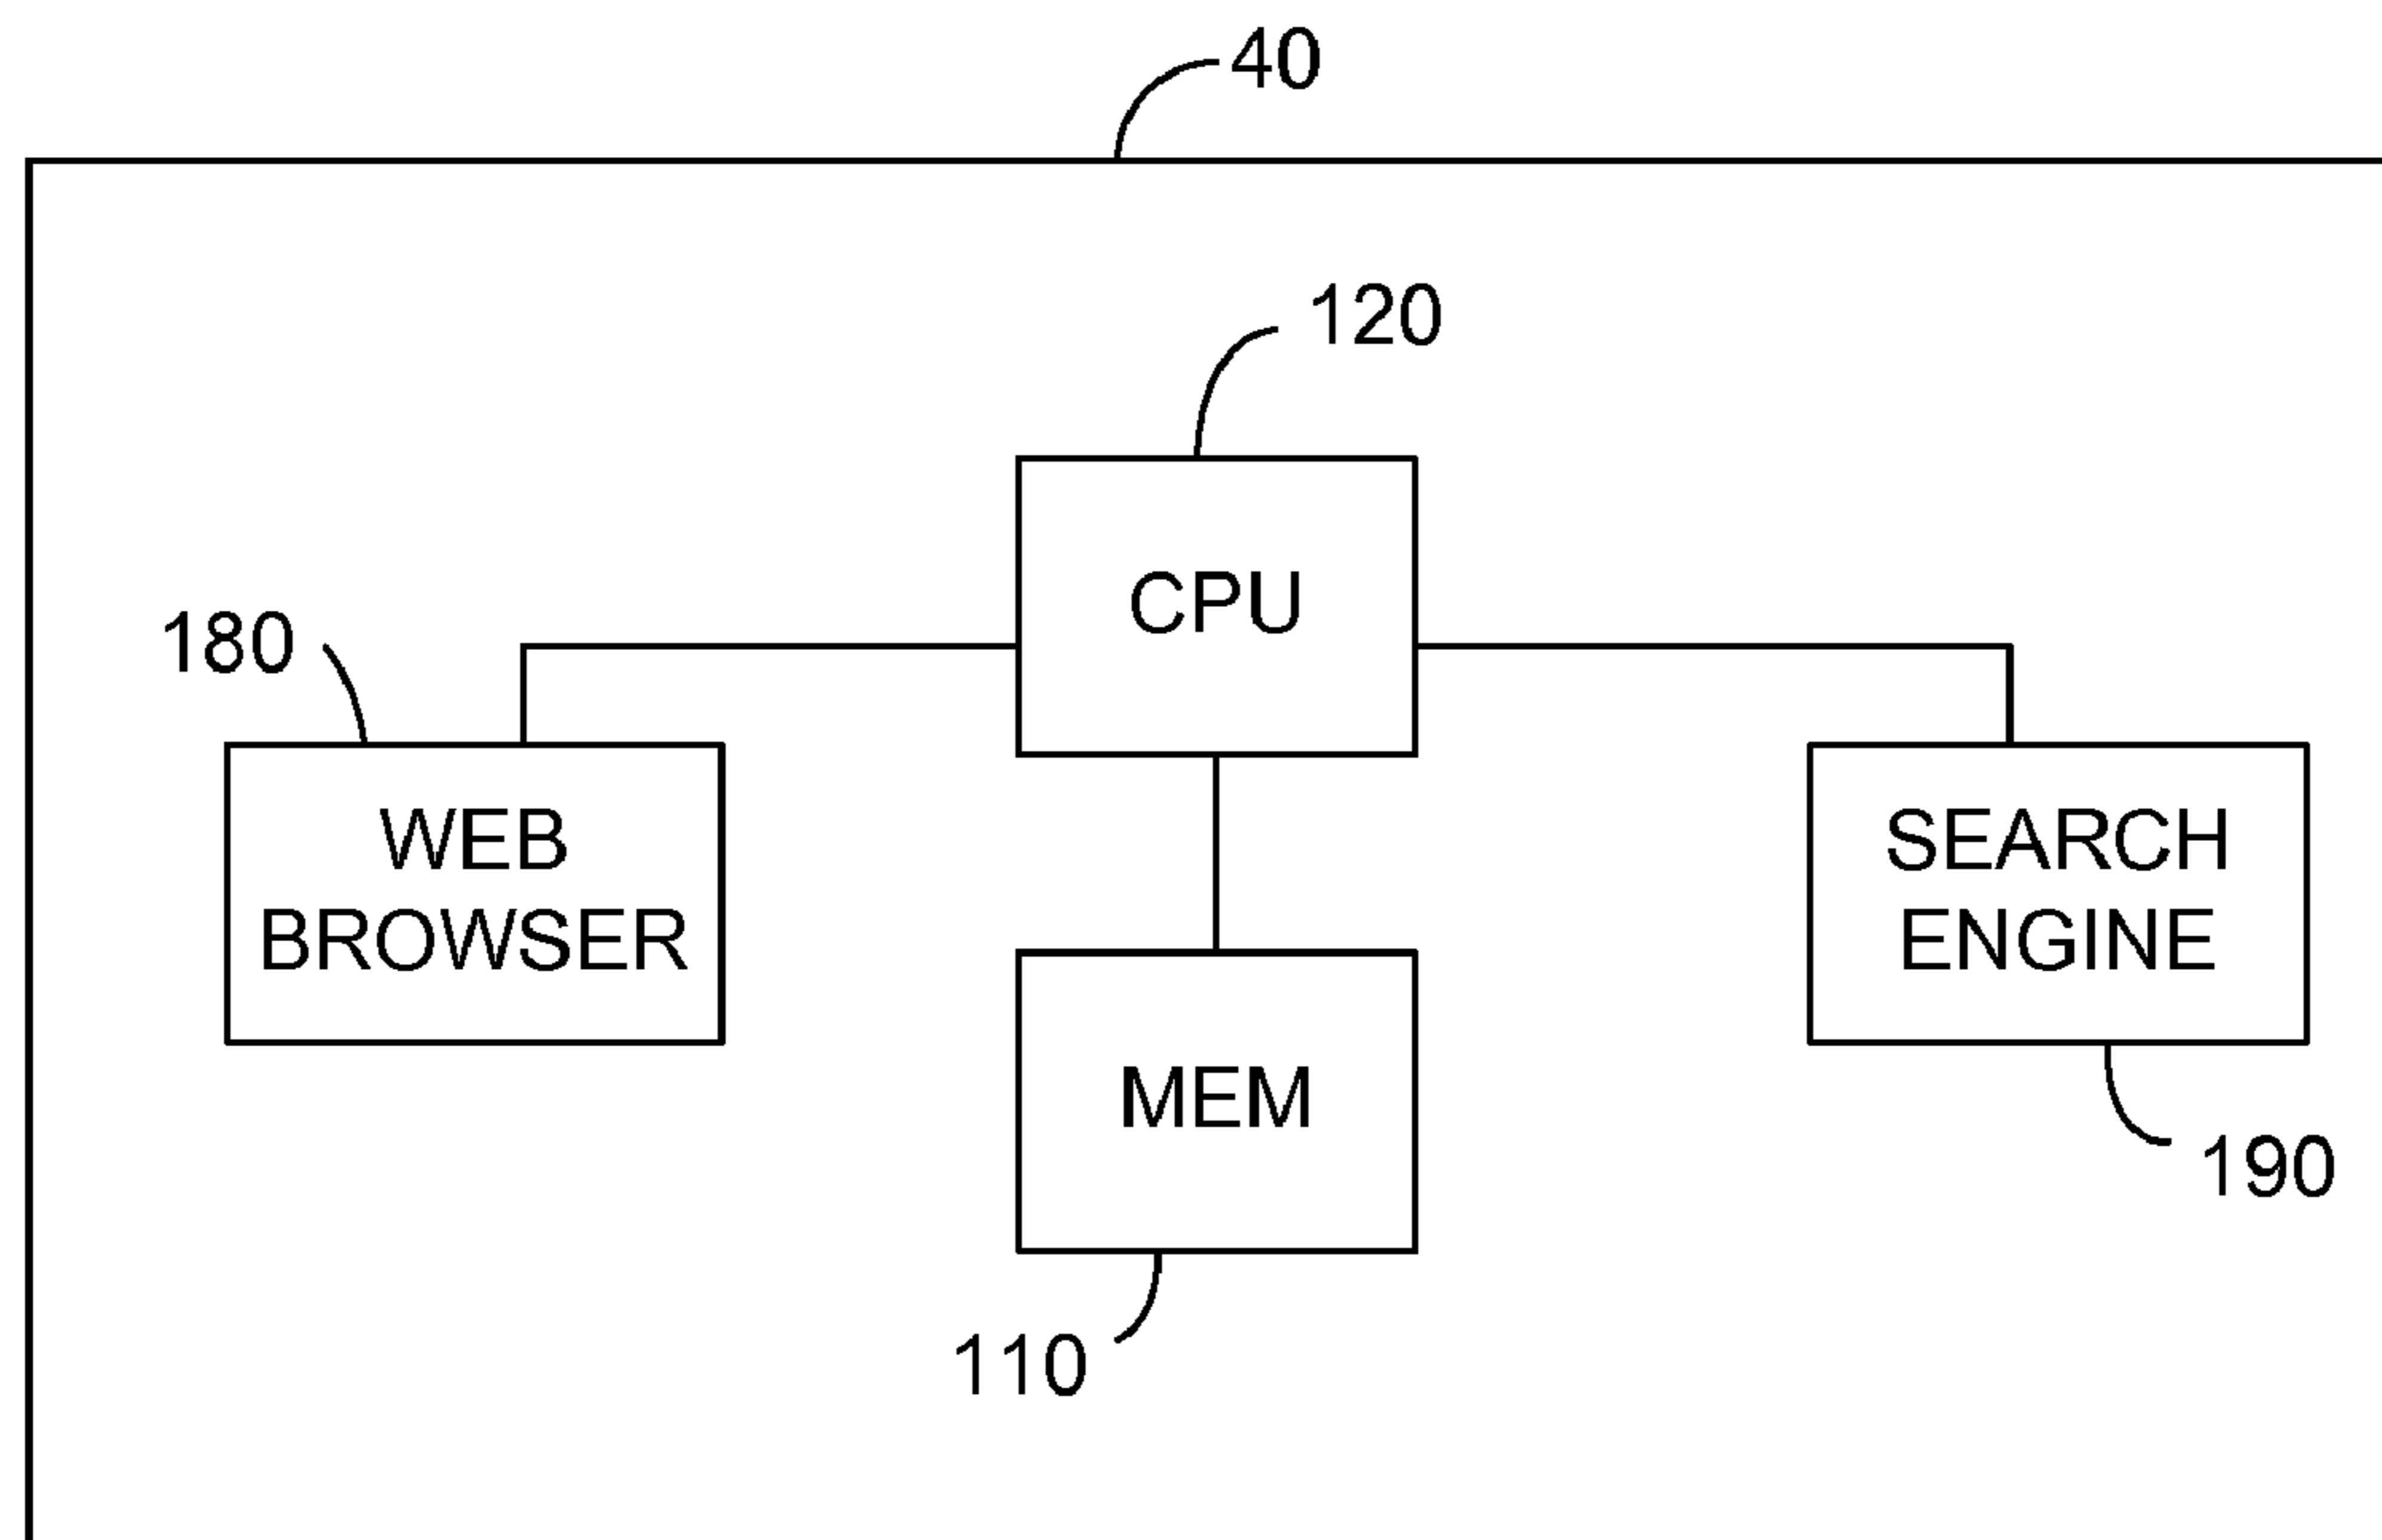 40
120
CPU
180
WEB
BROWSER
SEARCH
ENGINE
MEM
190
110